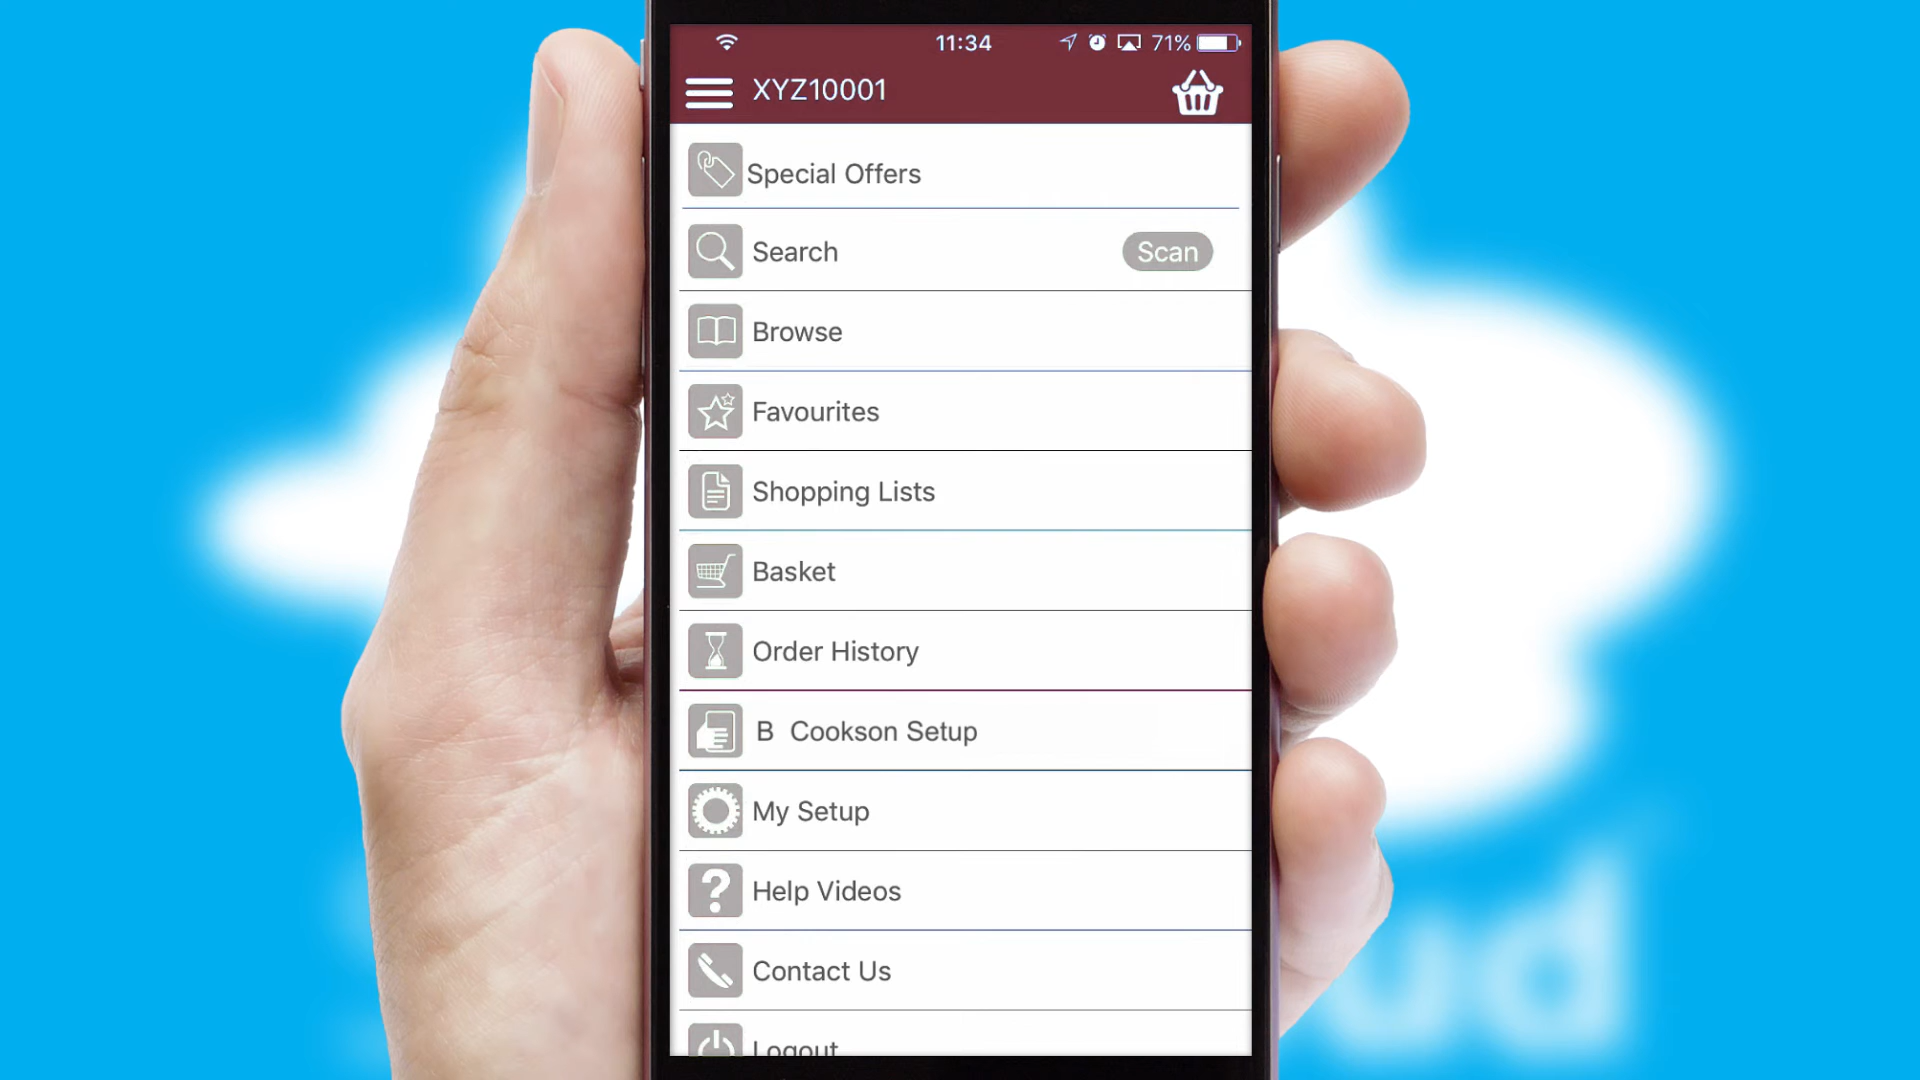 11:34
71%
XYZ10001
Special Offers
Search
Scan
Browse
Favourites
Shopping Lists
Basket
Order History
B Cookson Setup
My Setup
Help Videos
Contact Us
Logout
ud